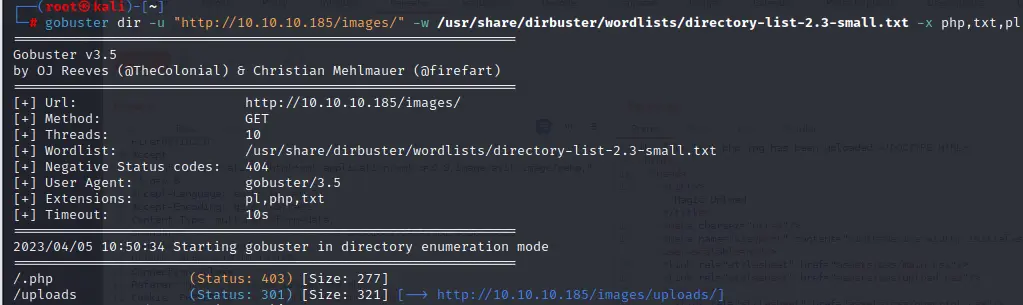 ┌──(root㉿kali)-[~]
└─# gobuster dir -u "http://10.10.10.185/images/" -w /usr/share/dirbuster/wordlists/directory-list-2.3-small.txt -x php,txt,pl
===============================================================
Gobuster v3.5
by OJ Reeves (@TheColonial) & Christian Mehlmauer (@firefart)
===============================================================
[+] Url: http://10.10.10.185/images/
[+] Method: GET
[+] Threads: 10
[+] Wordlist: /usr/share/dirbuster/wordlists/directory-list-2.3-small.txt
[+] Negative Status codes: 404
[+] User Agent: gobuster/3.5
[+] Extensions: pl,php,txt
[+] Timeout: 10s
===============================================================
2023/04/05 10:50:34 Starting gobuster in directory enumeration mode
===============================================================
/.php (Status: 403) [Size: 277]
/uploads (Status: 301) [Size: 321] [--> http://10.10.10.185/images/uploads/]